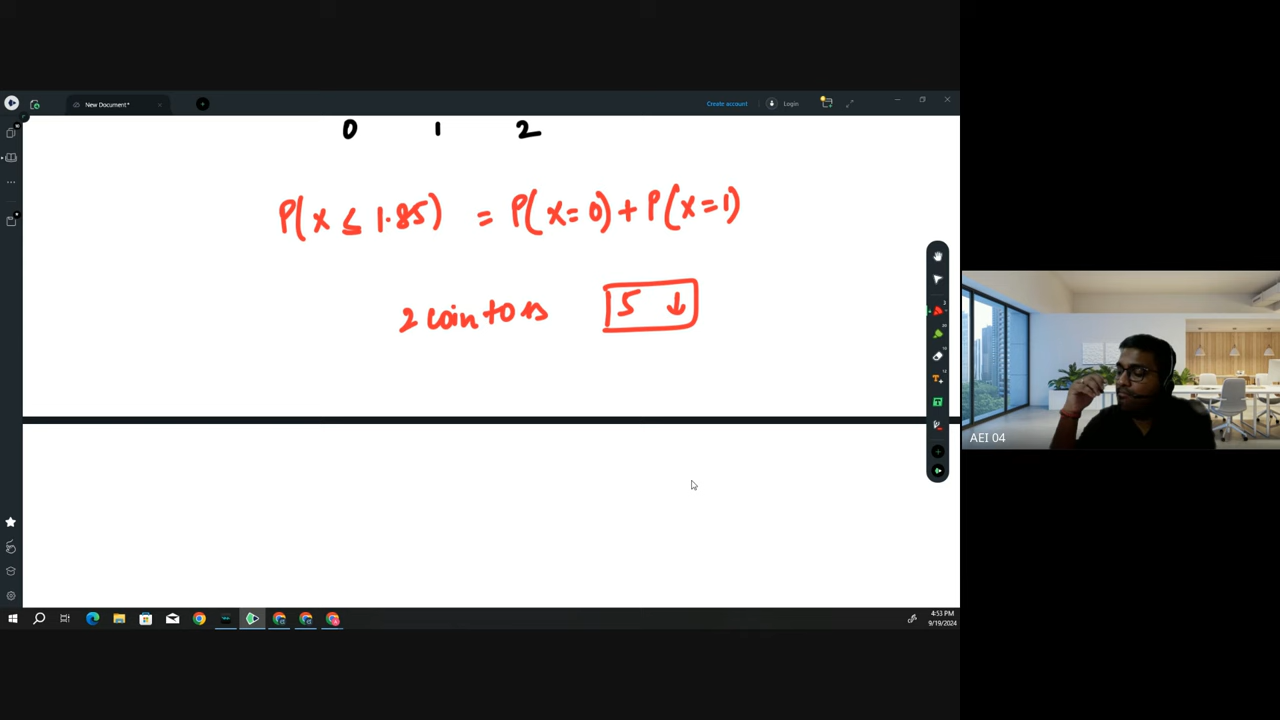 New Document*
Create account
Login
0 1 2
P(x ≤ 1.85) = P(x=0) + P(x=1)
2 coin toss 5 ↓
AEI 04
4:53 PM
9/19/2024